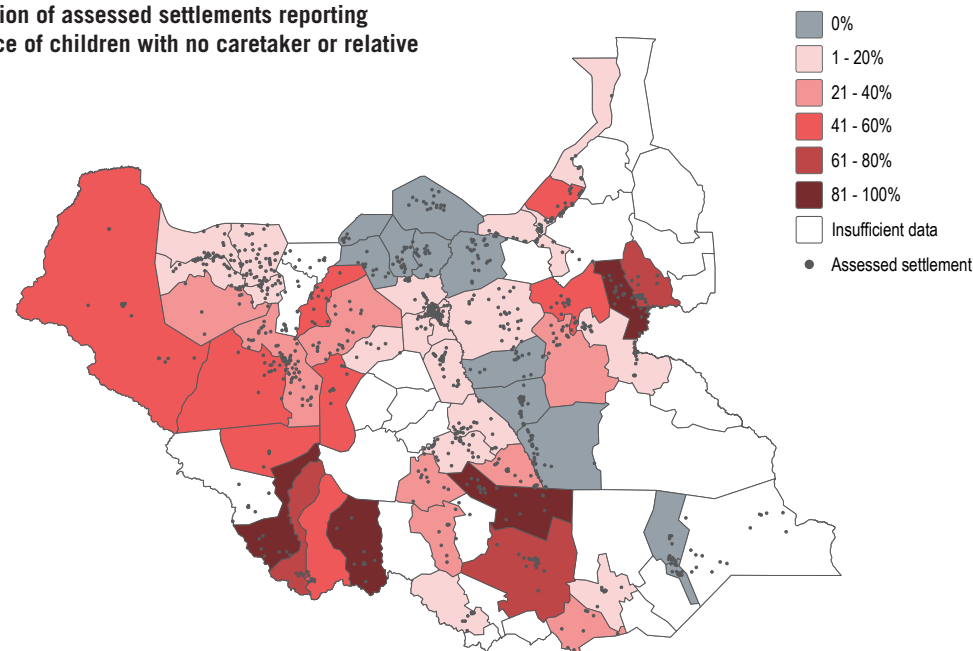 ion of assessed settlements reporting
ce of children with no caretaker or relative
0%
1 - 20%
21 - 40%
41 - 60%
61 - 80%
81 - 100%
Insufficient data
Assessed settlement